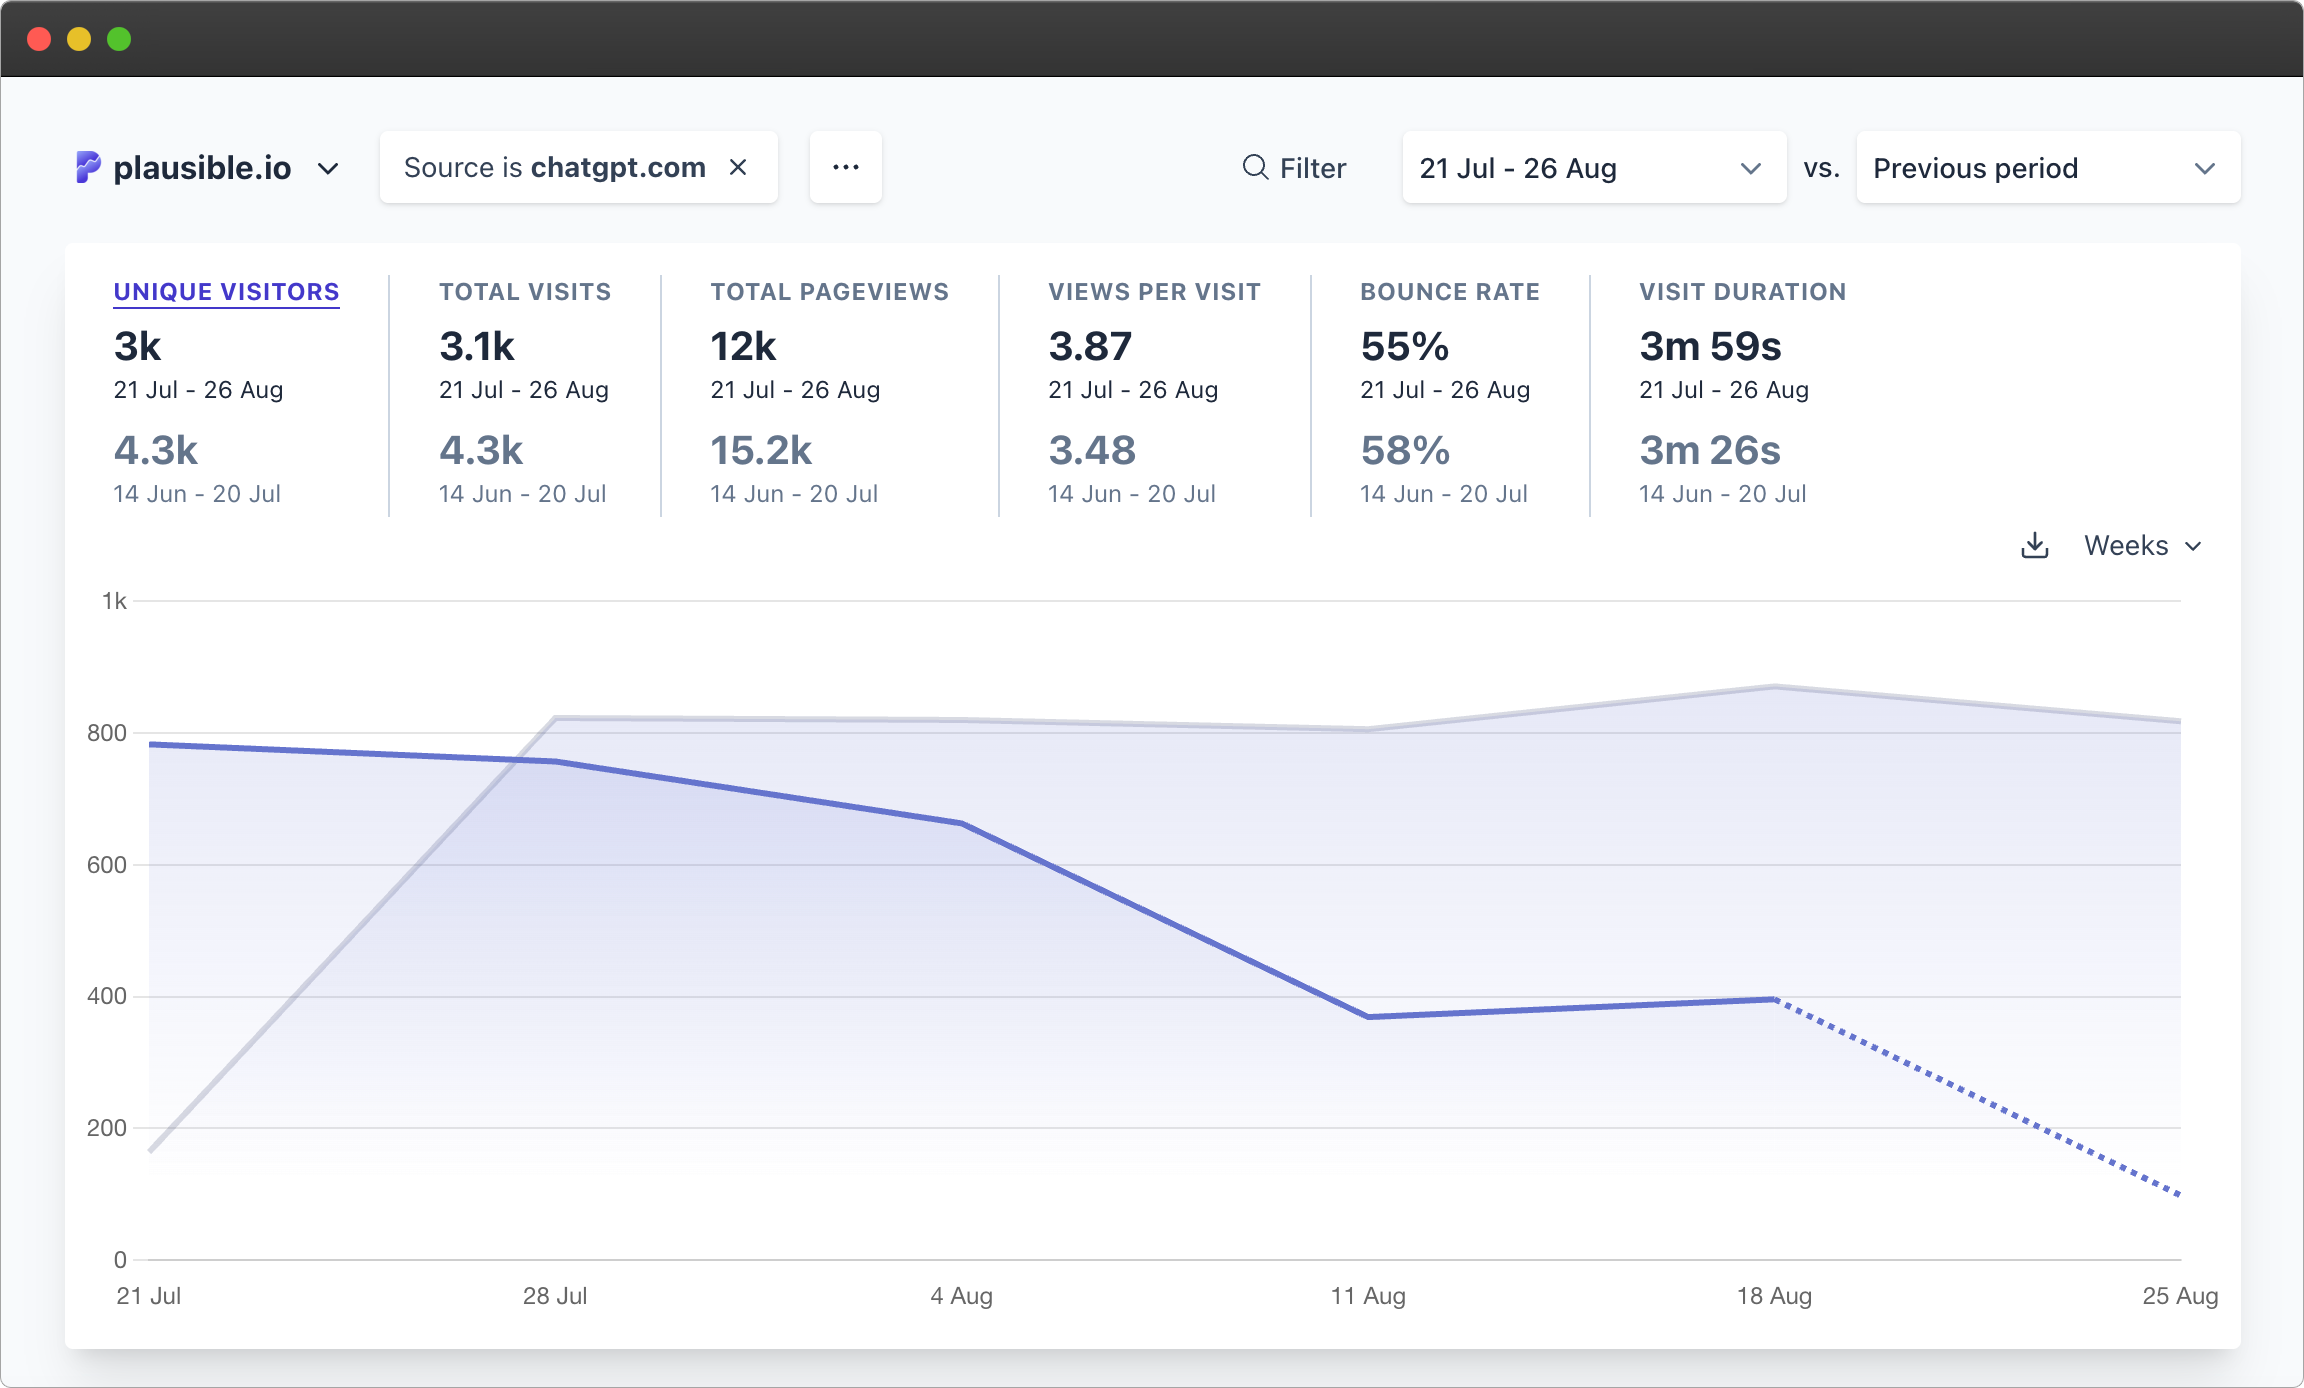 plausible.io
Source is chatgpt.com ✕
...
Filter
21 Jul - 26 Aug
vs.
Previous period
UNIQUE VISITORS
3k
21 Jul - 26 Aug
4.3k
14 Jun - 20 Jul
TOTAL VISITS
3.1k
21 Jul - 26 Aug
4.3k
14 Jun - 20 Jul
TOTAL PAGEVIEWS
12k
21 Jul - 26 Aug
15.2k
14 Jun - 20 Jul
VIEWS PER VISIT
3.87
21 Jul - 26 Aug
3.48
14 Jun - 20 Jul
BOUNCE RATE
55%
21 Jul - 26 Aug
58%
14 Jun - 20 Jul
VISIT DURATION
3m 59s
21 Jul - 26 Aug
3m 26s
14 Jun - 20 Jul
Weeks
1k
800
600
400
200
0
21 Jul
28 Jul
4 Aug
11 Aug
18 Aug
25 Aug